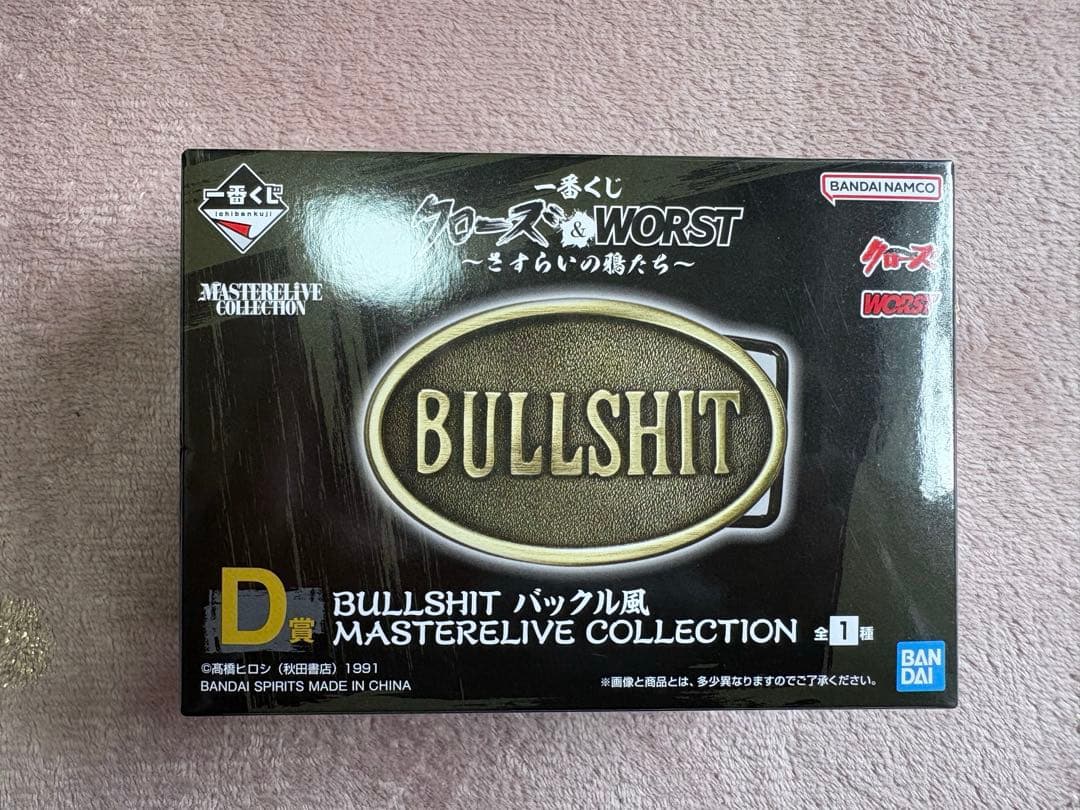 一番くじ
ichibankuji
MASTERELIVE
COLLECTION
一番くじ
クローズ&WORST
～さすらいの鴉たち～
BANDAI NAMCO
クローズ
WORST
BULLSHIT
D賞
BULLSHIT バックル風
MASTERELIVE COLLECTION 全1種
©髙橋ヒロシ（秋田書店）1991
BANDAI SPIRITS MADE IN CHINA
※画像と商品とは、多少異なりますのでご了承ください。
BAN
DAI